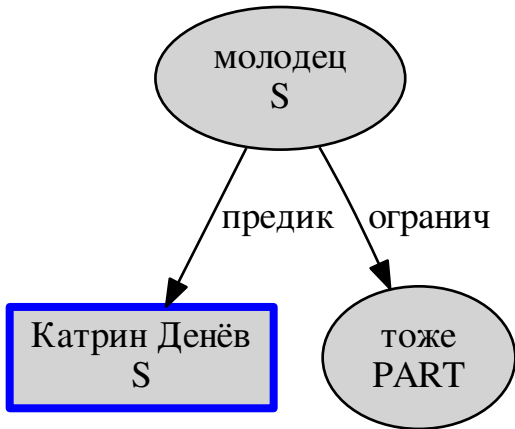 молодец
S
предик
огранич
Катрин Денёв
S
тоже
PART